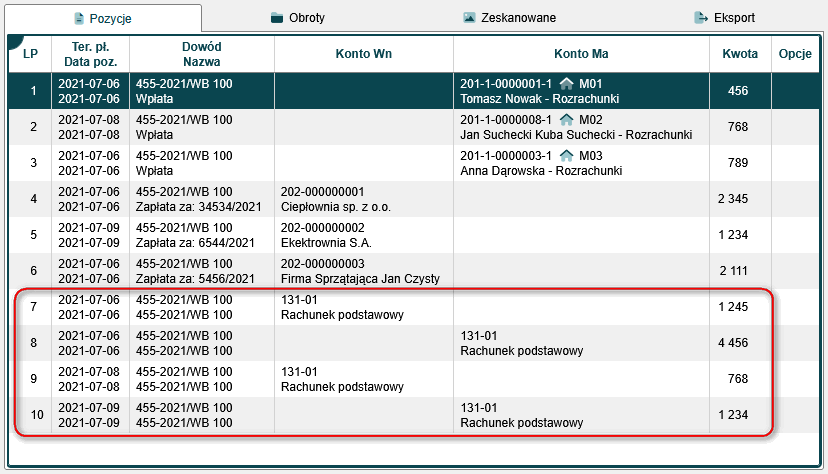 Pozycje Obroty Zeskanowane Eksport
LP Ter. pł. Dowód Konto Wn Konto Ma Kwota Opcje
Data poz. Nazwa
1 2021-07-06 455-2021/WB 100 201-1-0000001-1 M01 456
2021-07-06 Wpłata Tomasz Nowak - Rozrachunki
2 2021-07-08 455-2021/WB 100 201-1-0000008-1 M02 768
2021-07-08 Wpłata Jan Suchecki Kuba Suchecki - Rozrachunki
3 2021-07-06 455-2021/WB 100 201-1-0000003-1 M03 789
2021-07-06 Wpłata Anna Dąrowska - Rozrachunki
4 2021-07-06 455-2021/WB 100 202-000000001 2 345
2021-07-06 Zapłata za: 34534/2021 Ciepłownia sp. z o.o.
5 2021-07-09 455-2021/WB 100 202-000000002 1 234
2021-07-09 Zapłata za: 6544/2021 Ekektrownia S.A.
6 2021-07-06 455-2021/WB 100 202-000000003 2 111
2021-07-06 Zapłata za: 5456/2021 Firma Sprzątająca Jan Czysty
7 2021-07-06 455-2021/WB 100 131-01 1 245
2021-07-06 455-2021/WB 100 Rachunek podstawowy
8 2021-07-06 455-2021/WB 100 131-01 4 456
2021-07-06 455-2021/WB 100 Rachunek podstawowy
9 2021-07-08 455-2021/WB 100 131-01 768
2021-07-08 455-2021/WB 100 Rachunek podstawowy
10 2021-07-09 455-2021/WB 100 131-01 1 234
2021-07-09 455-2021/WB 100 Rachunek podstawowy